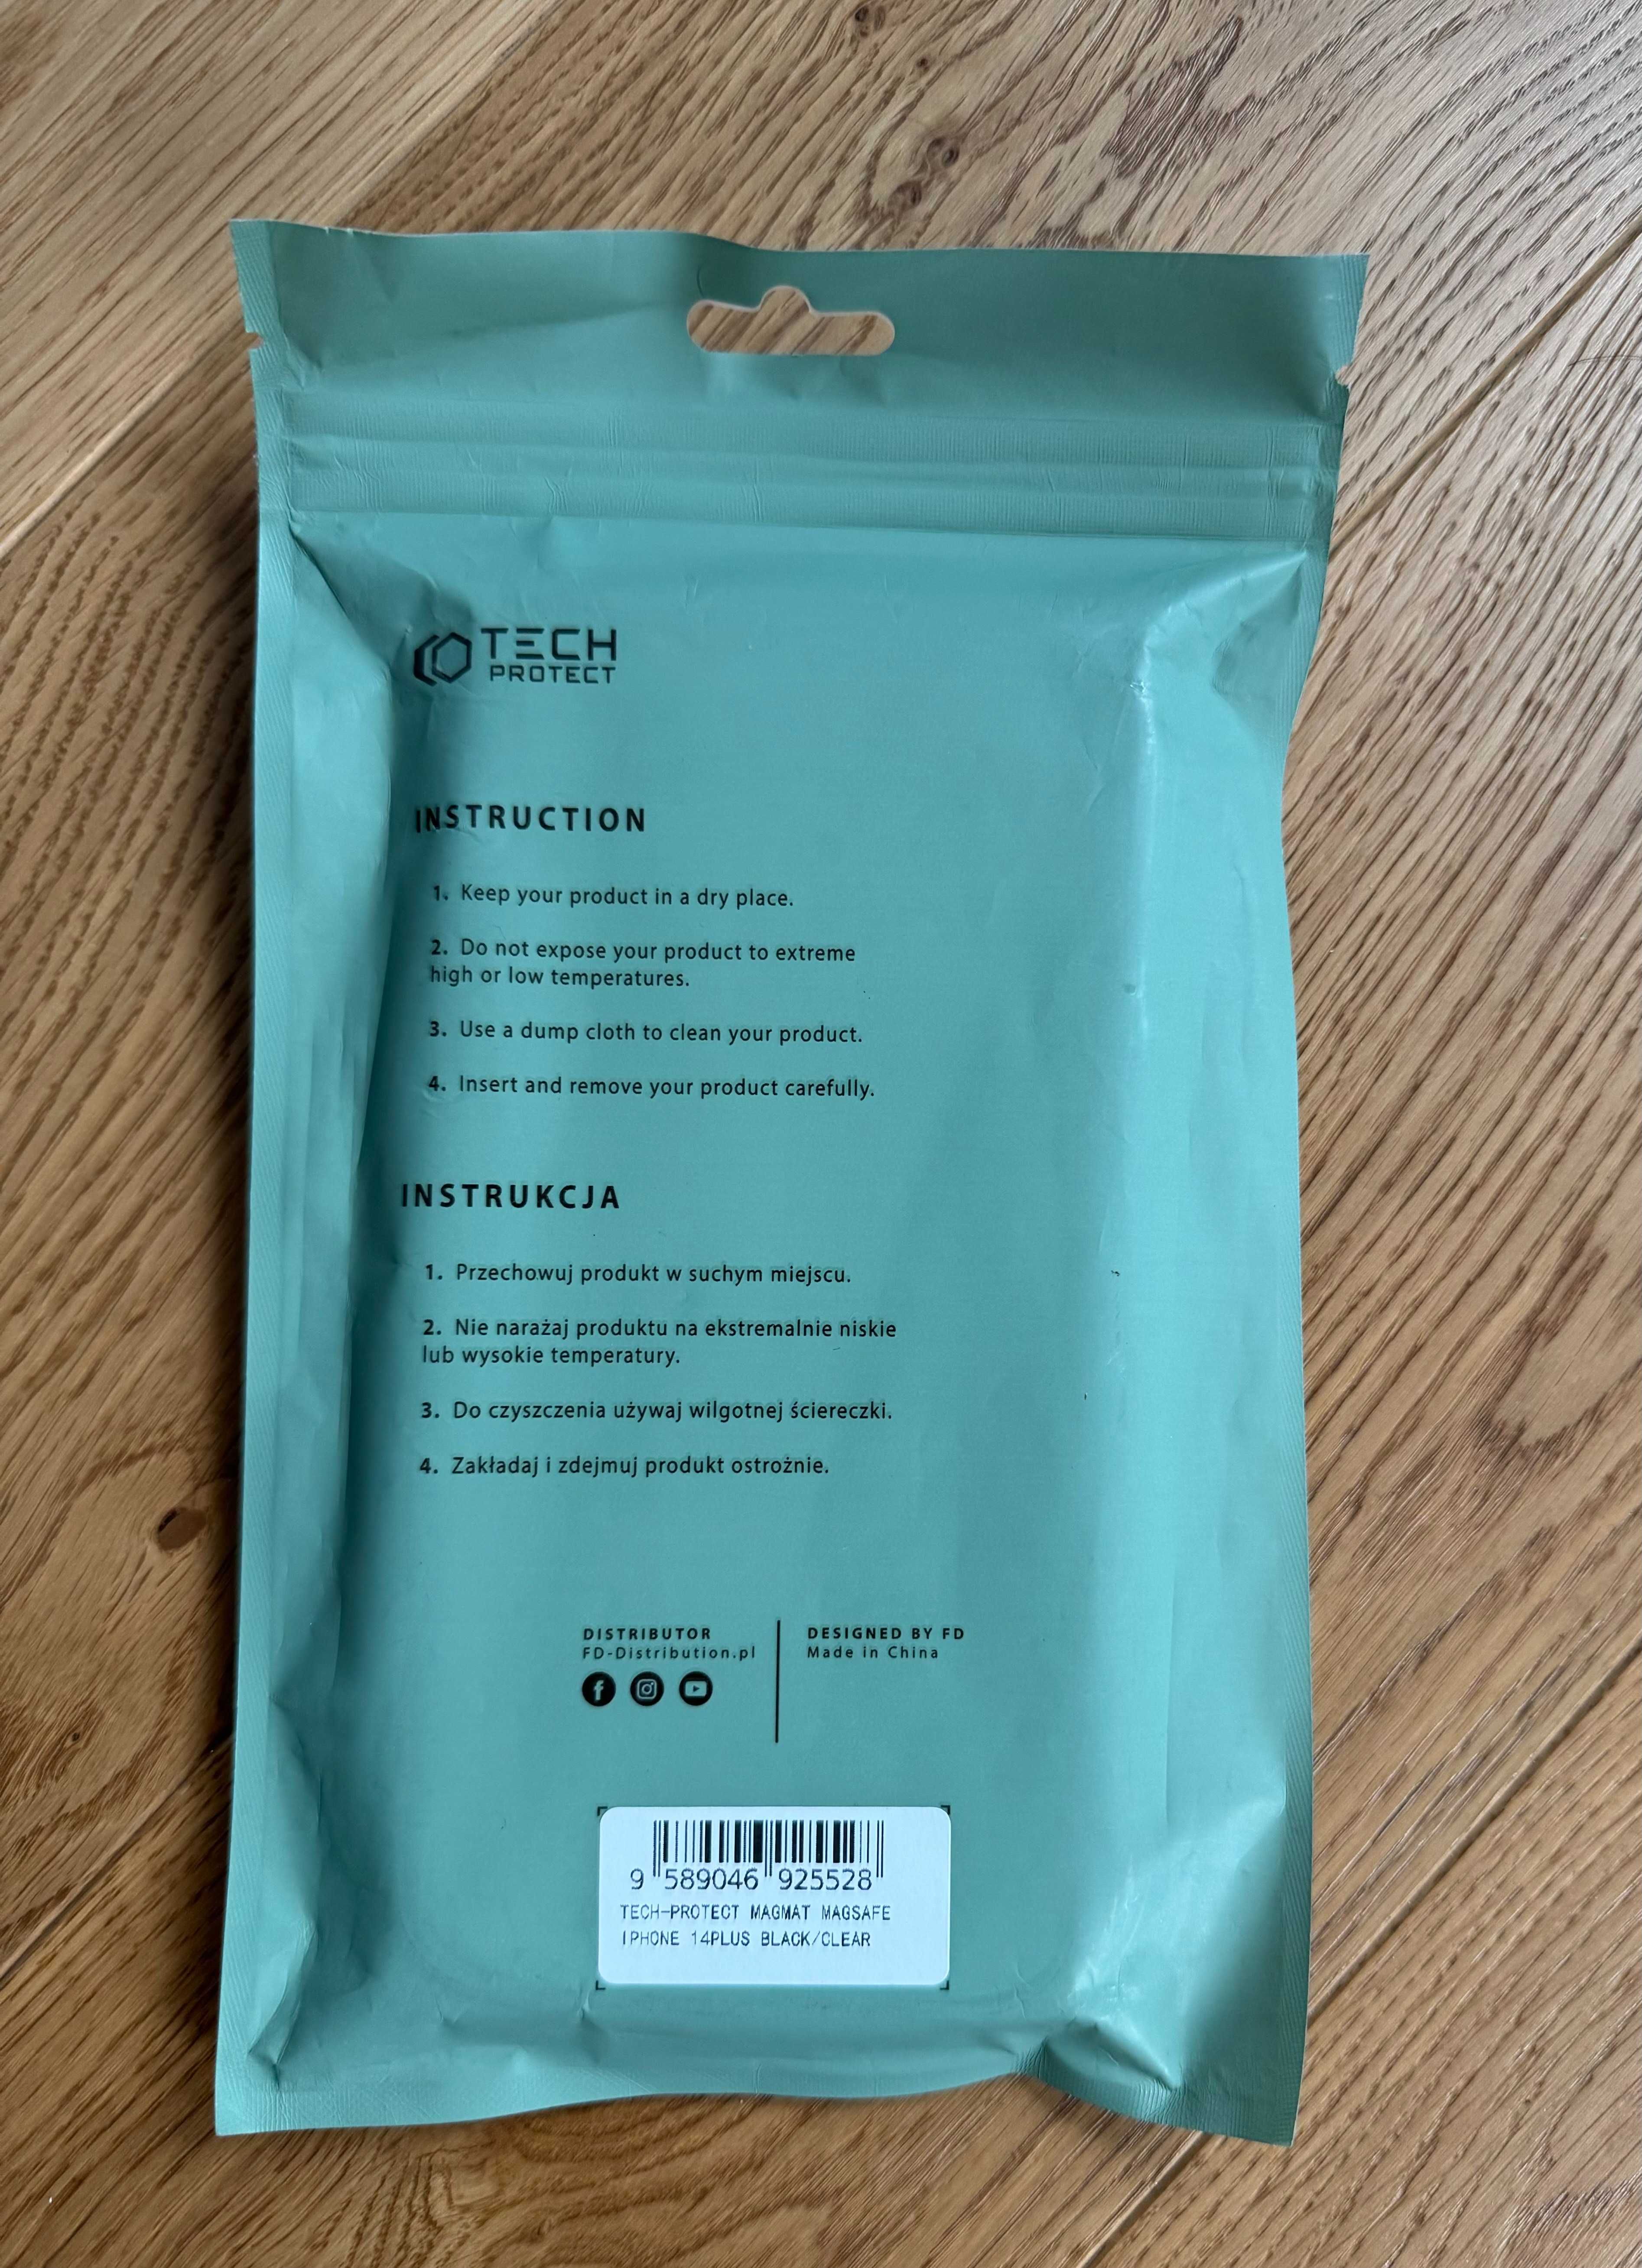 TECH
PROTECT
INSTRUCTION
1. Keep your product in a dry place.
2. Do not expose your product to extreme
high or low temperatures.
3. Use a dump cloth to clean your product.
4. Insert and remove your product carefully.
INSTRUKCJA
1. Przechowuj produkt w suchym miejscu.
2. Nie narażaj produktu na ekstremalnie niskie
lub wysokie temperatury.
3. Do czyszczenia używaj wilgotnej ściereczki.
4. Zakładaj i zdejmuj produkt ostrożnie.
DISTRIBUTOR
FD-Distribution.pl
DESIGNED BY FD
Made in China
9 589046 925528
TECH-PROTECT MAGMAT MAGSAFE
IPHONE 14PLUS BLACK/CLEAR